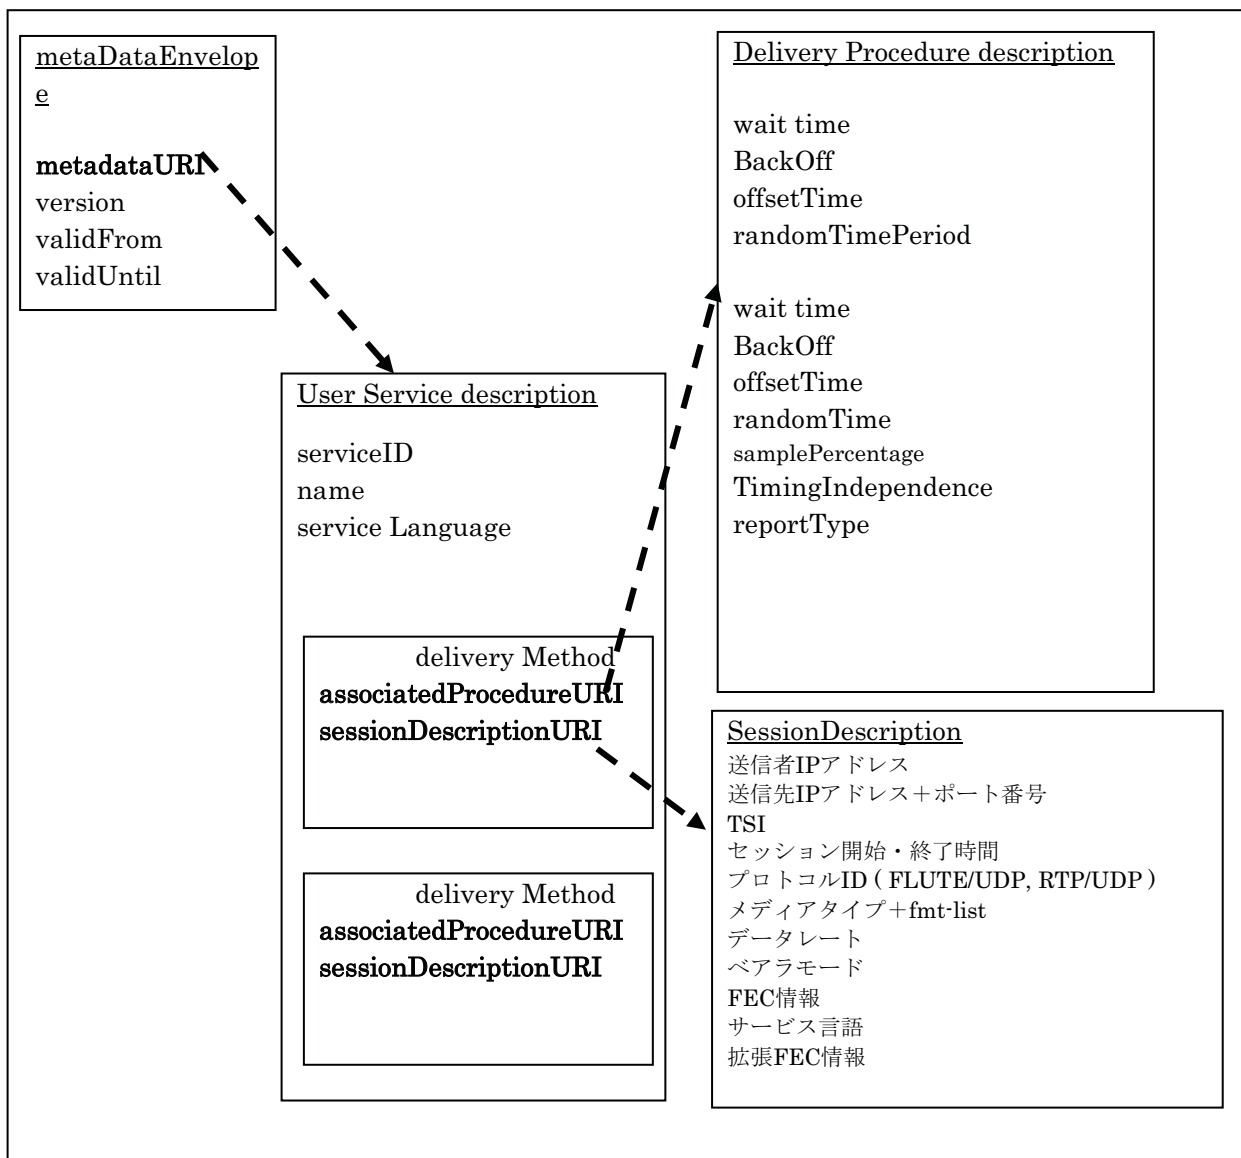 metaDataEnvelop
e
metadataURI
version
validFrom
validUntil
Delivery Procedure description
wait time
BackOff
offsetTime
randomTimePeriod
wait time
BackOff
offsetTime
randomTime
samplePercentage
TimingIndependence
reportType
User Service description
serviceID
name
service Language
delivery Method
associatedProcedureURI
sessionDescriptionURI
delivery Method
associatedProcedureURI
sessionDescriptionURI
SessionDescription
送信者IPアドレス
送信先IPアドレス＋ポート番号
TSI
セッション開始・終了時間
プロトコルID ( FLUTE/UDP, RTP/UDP )
メディアタイプ＋fmt-list
データレート
ベアラモード
FEC情報
サービス言語
拡張FEC情報